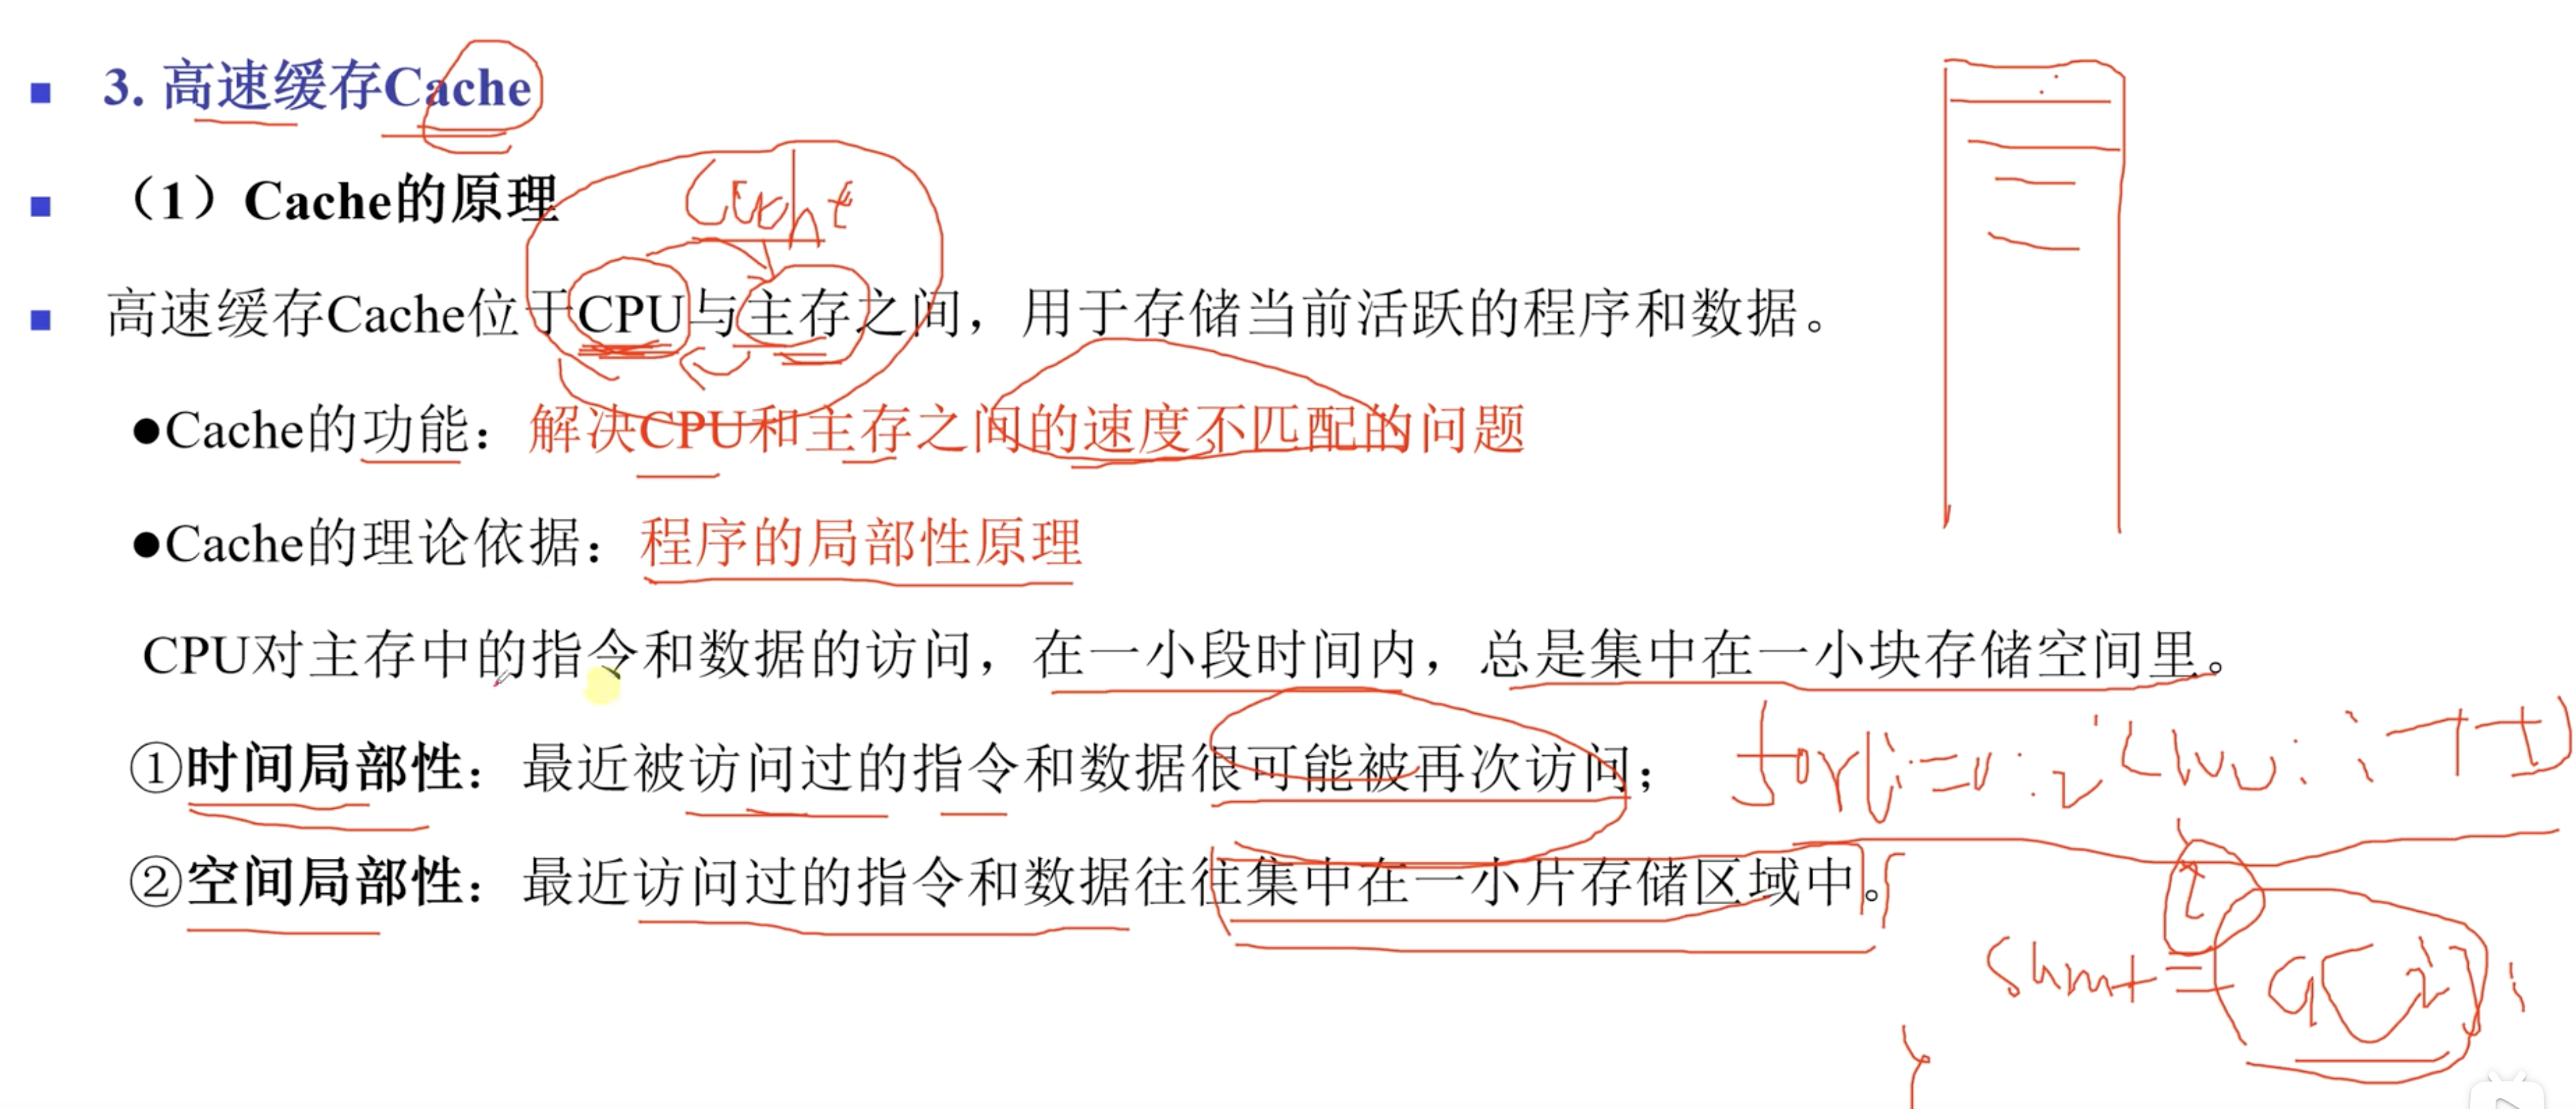 3. 高速缓存Cache
（1）Cache的原理
Cache
高速缓存Cache位于CPU与主存之间，用于存储当前活跃的程序和数据。
●Cache的功能：解决CPU和主存之间的速度不匹配的问题
●Cache的理论依据：程序的局部性原理
CPU对主存中的指令和数据的访问，在一小段时间内，总是集中在一小块存储空间里。
①时间局部性：最近被访问过的指令和数据很可能被再次访问；
for(i=0;i<100;i++)
②空间局部性：最近访问过的指令和数据往往集中在一小片存储区域中。
sum+=a[i];